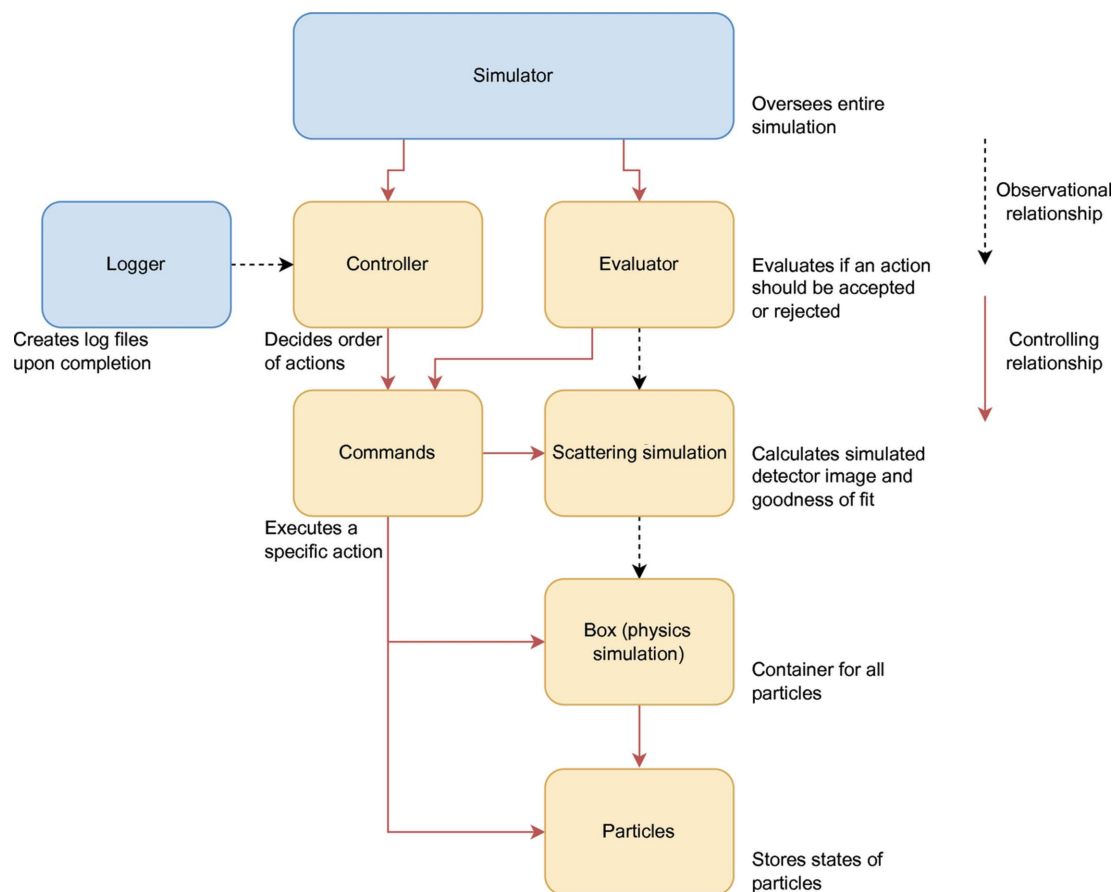 Simulator
Oversees entire
simulation
Observational
relationship
Logger
Controller
Evaluator
Evaluates if an action
should be accepted
or rejected
Creates log files
upon completion
Decides order
of actions
Controlling
relationship
Commands
Scattering simulation
Calculates simulated
detector image and
goodness of fit
Executes a
specific action
Box (physics
simulation)
Container for all
particles
Particles
Stores states of
particles